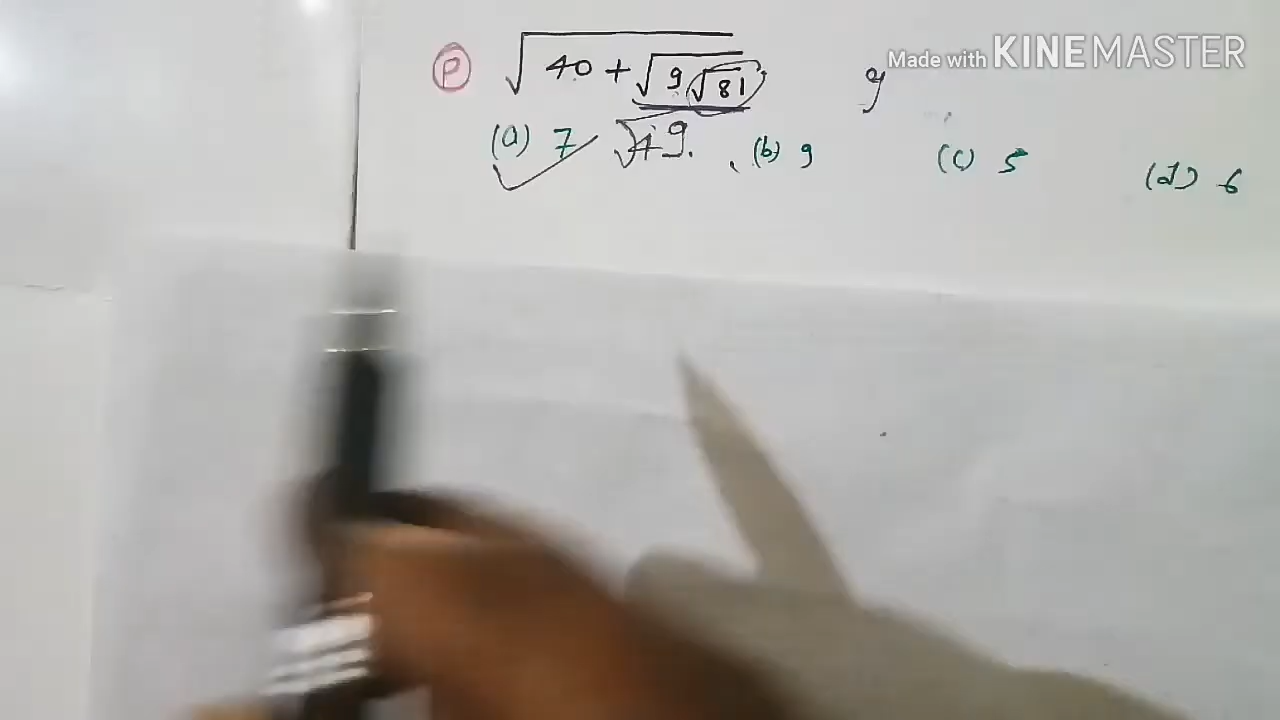 Made with KINEMASTER
(P) √40 + √9√81 9
(a) 7 √49. (b) 9 (c) 5 (d) 6